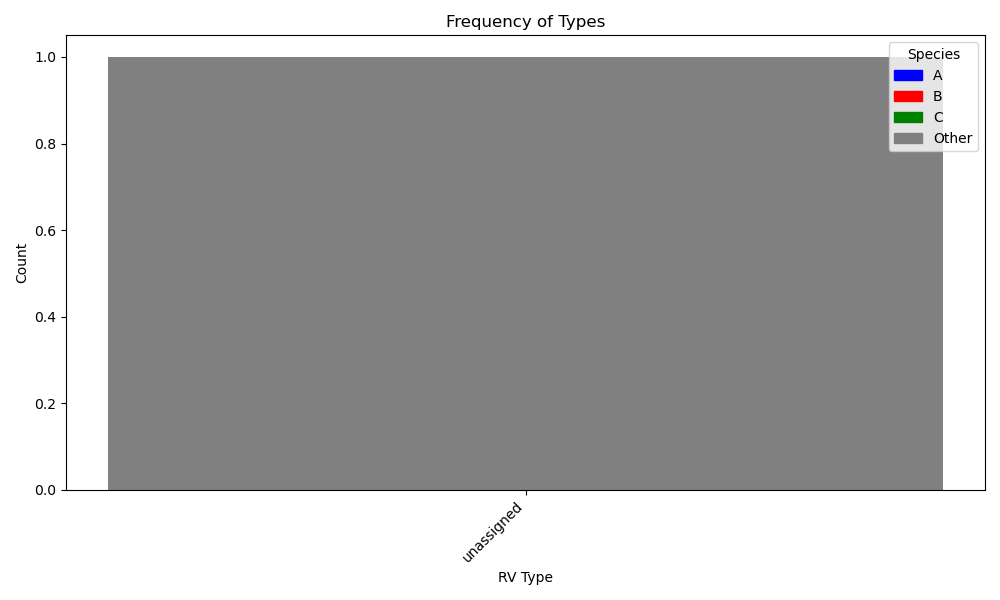 Frequency of Types
Species
A
B
C
Other
1.0
0.8
0.6
0.4
0.2
0.0
Count
unassigned
RV Type